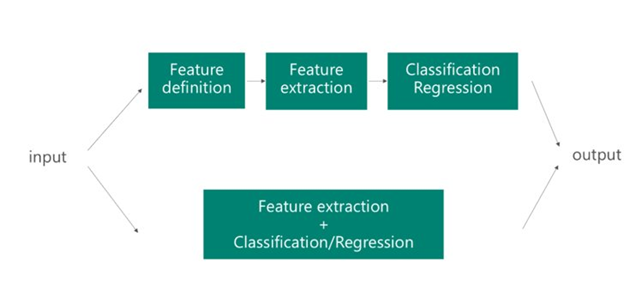 Feature
definition
Feature
extraction
Classification
Regression
input
output
Feature extraction
+
Classification/Regression